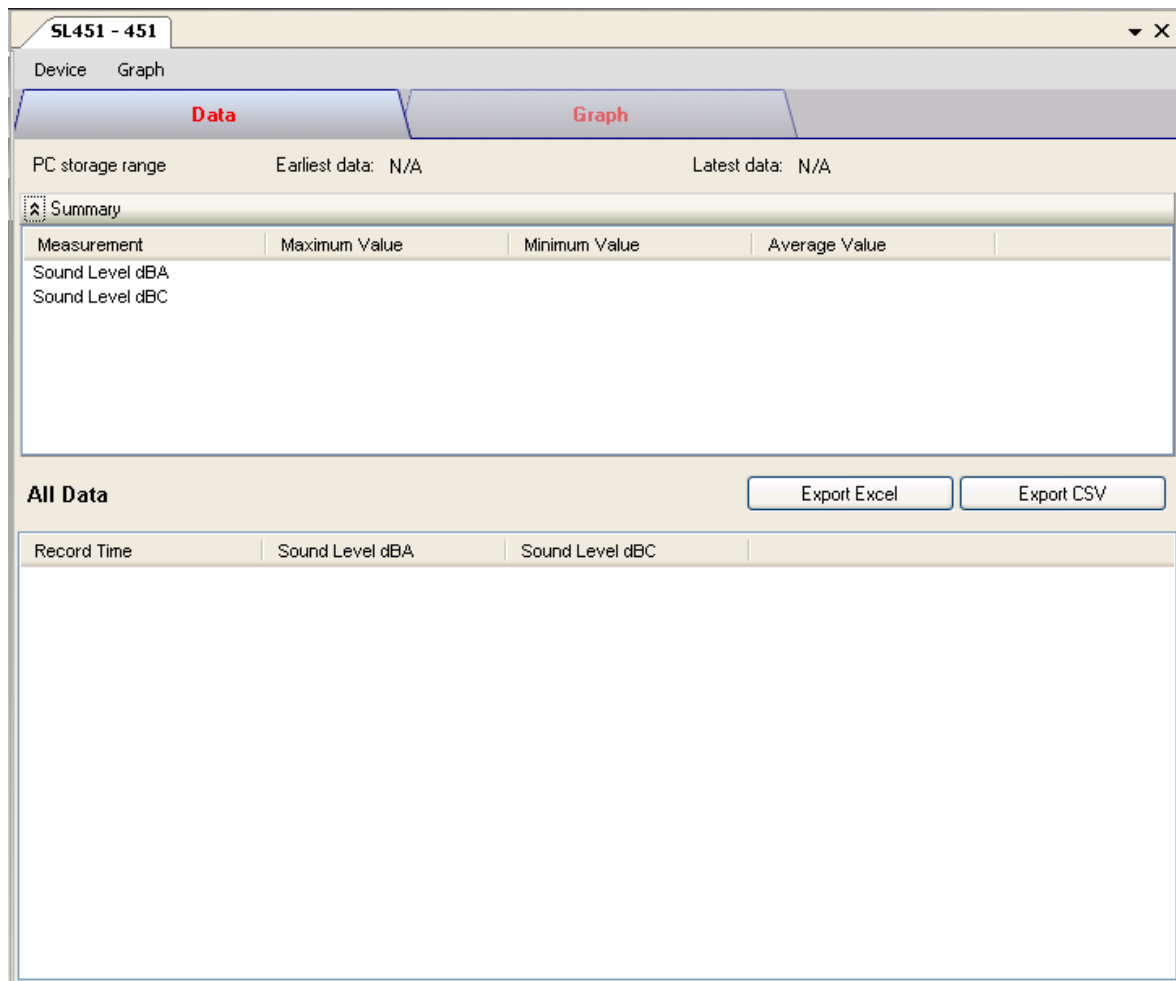 SL451 - 451
Device Graph
Data Graph
PC storage range Earliest data: N/A Latest data: N/A
Summary
Measurement Maximum Value Minimum Value Average Value
Sound Level dBA
Sound Level dBC
All Data Export Excel Export CSV
Record Time Sound Level dBA Sound Level dBC